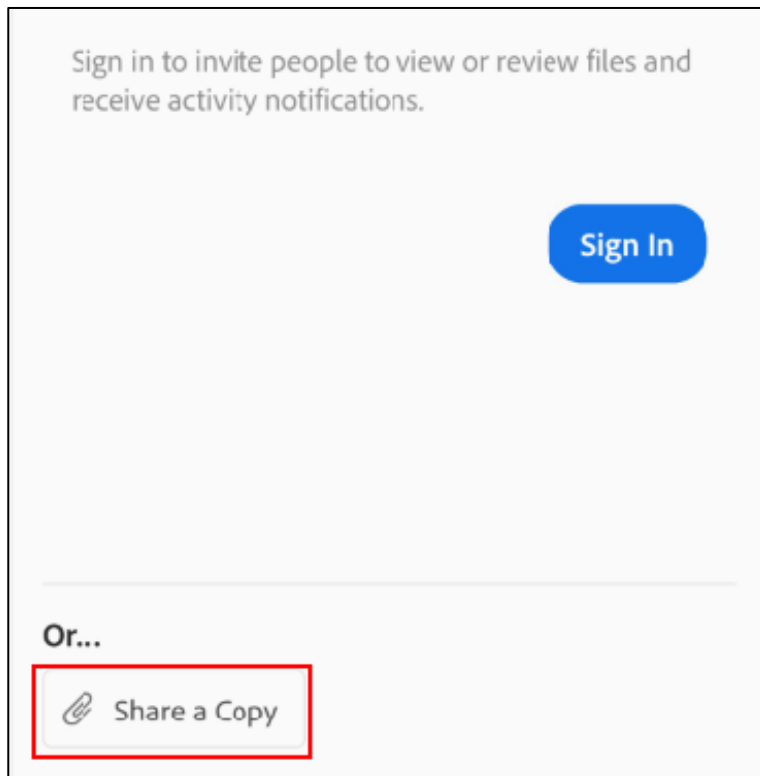 Sign in to invite people to view or review files and
receive activity notifications.
Sign In
Or...
Share a Copy